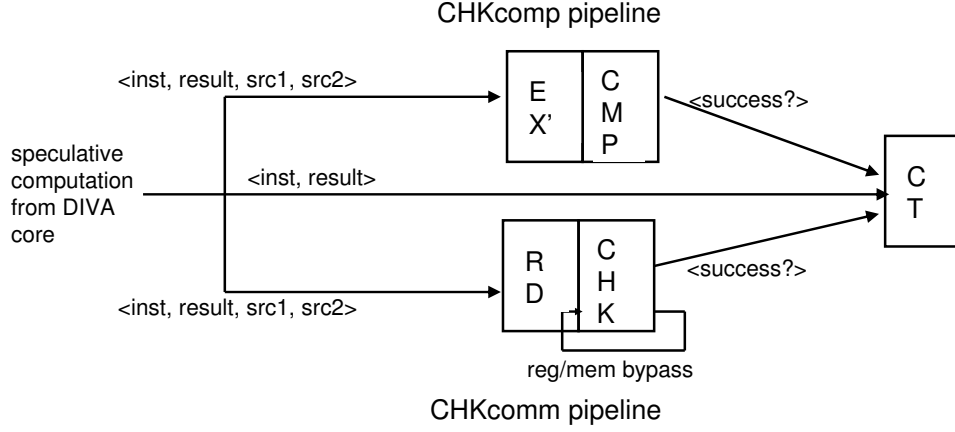 CHKcomp pipeline
<inst, result, src1, src2>
E
X’
C
M
P
<success?>
speculative
computation
from DIVA
core
<inst, result>
C
T
R
D
C
H
K
<success?>
<inst, result, src1, src2>
reg/mem bypass
CHKcomm pipeline